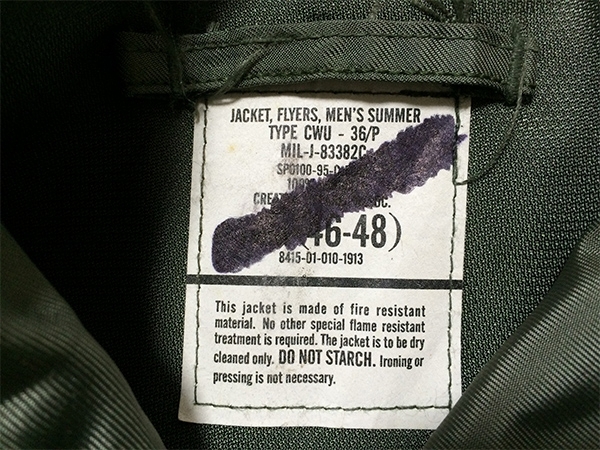 JACKET, FLYERS, MEN'S SUMMER
TYPE CWU - 36/P
MIL-J-83382C
SP0100-95-
46-48)
8415-01-010-1913
This jacket is made of fire resistant
material. No other special flame resistant
treatment is required. The jacket is to be dry
cleaned only. DO NOT STARCH. Ironing or
pressing is not necessary.